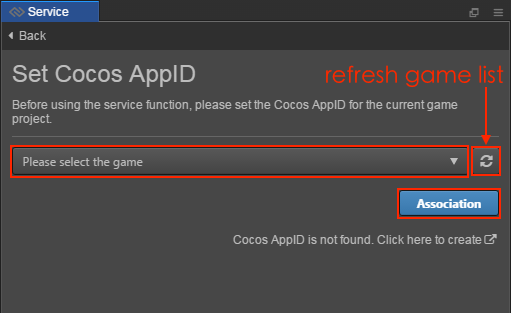 Service
Back
Set Cocos AppID
refresh game list
Before using the service function, please set the Cocos AppID for the current game
project.
Please select the game
Association
Cocos AppID is not found. Click here to create